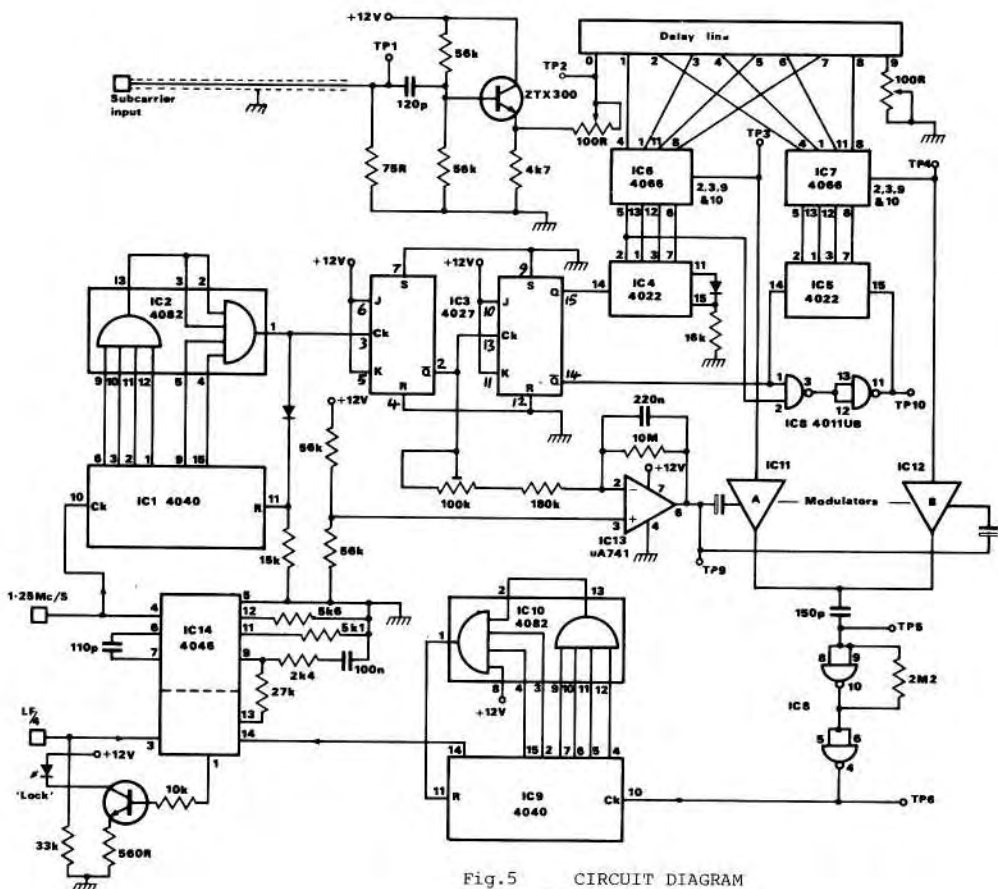 +12V
TP1
56k
120p
ZTX300
Subcarrier input
75R
56k
4k7
TP2
100R
Delay line
0 1 2 3 4 5 6 7 8 9
100R
4 1 11 8
IC6 4066
2,3,9 &10
TP3
4 1 11 8
IC7 4066
2,3,9 &10
TP4
5 13 12 6
5 13 12 6
2 1 3 7
14
IC4 4022
11
15
16k
2 1 3 7
14
IC5 4022
15
13 3 2
IC2 4082
1
9 10 11 12 5 4
6 3 2 1 9 15
10 Ck
IC1 4040
R 11
15k
+12V
7
S
J
6
Ck
3
K
5
R
4
Q
2
IC3 4027
+12V
9
S
J
10
Ck
13
K
11
R
12
Q 15
Q 14
+12V
56k
56k
100k
180k
220n
10M
+12V
2
3
7
6
4
IC13 uA741
TP9
1
2
3
13
12
11
IC8 4011UB
TP10
IC11
A
Modulators
IC12
B
150p
TP5
8 9
10
2M2
IC8
5 6
4
TP6
1·25Mc/S
110p
4
6
7
IC14 4046
5
12
11
9
13
14
5k6
5k1
2k4
100n
27k
LF/4
3
1
+12V
'Lock'
10k
33k
560R
2
IC10 4082
13
1
8
+12V
4 3 9 10 11 12
15 2 7 6 5 4
14
11 R
IC9 4040
Ck 10
Fig.5 CIRCUIT DIAGRAM